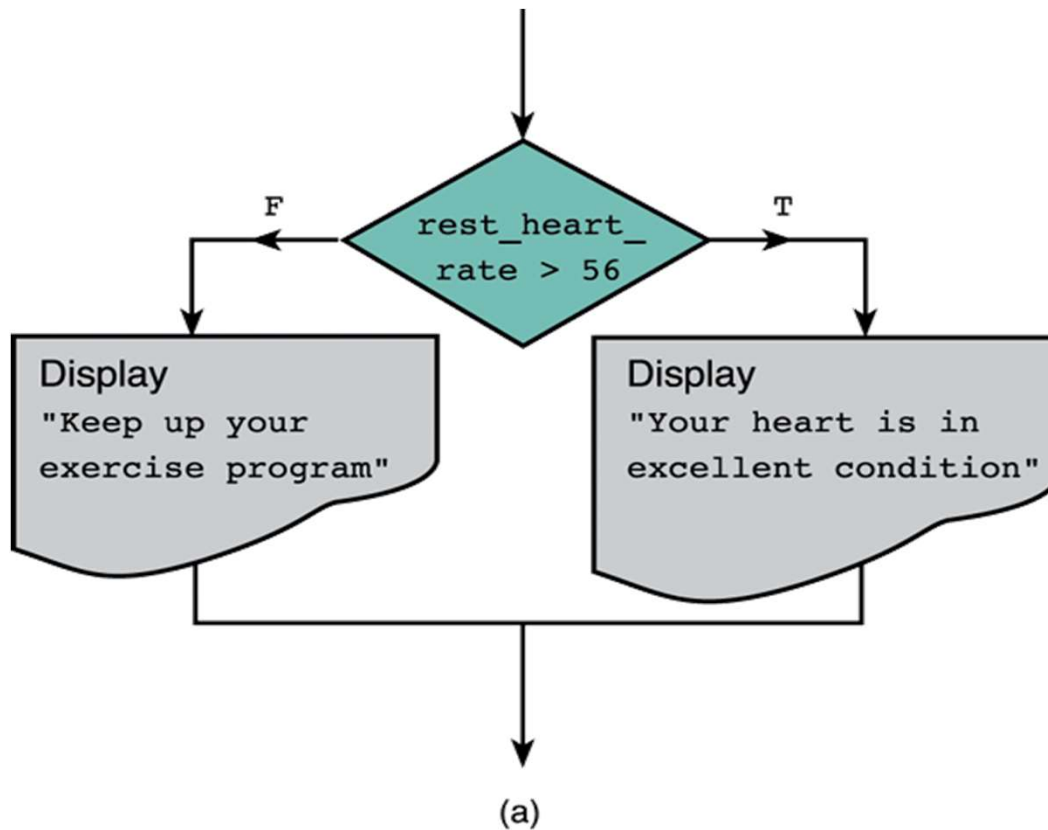 F
T
rest_heart_
rate > 56
Display
"Keep up your
exercise program"
Display
"Your heart is in
excellent condition"
(a)